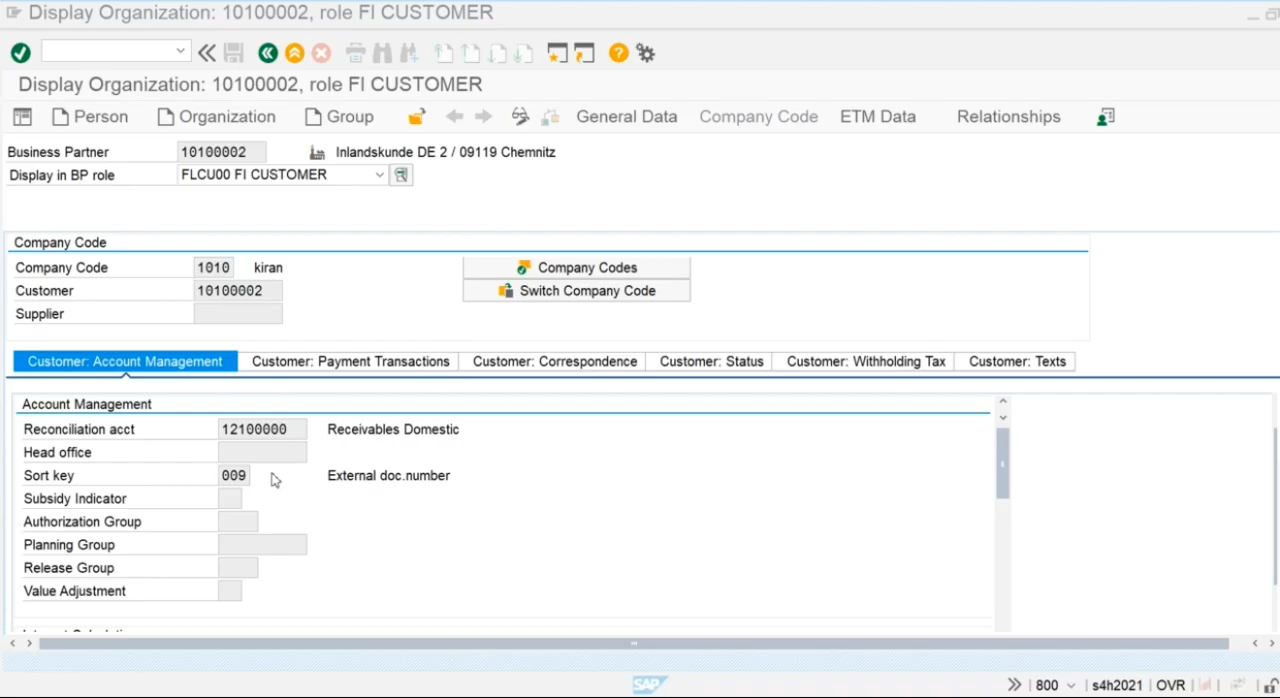 Display Organization: 10100002, role FI CUSTOMER
Display Organization: 10100002, role FI CUSTOMER
Person Organization Group General Data Company Code ETM Data Relationships
Business Partner 10100002 Inlandskunde DE 2 / 09119 Chemnitz
Display in BP role FLCU00 FI CUSTOMER
Company Code
Company Code 1010 kiran Company Codes
Customer 10100002 Switch Company Code
Supplier
Customer: Account Management Customer: Payment Transactions Customer: Correspondence Customer: Status Customer: Withholding Tax Customer: Texts
Account Management
Reconciliation acct 12100000 Receivables Domestic
Head office
Sort key 009 External doc.number
Subsidy Indicator
Authorization Group
Planning Group
Release Group
Value Adjustment
SAP 800 s4h2021 OVR